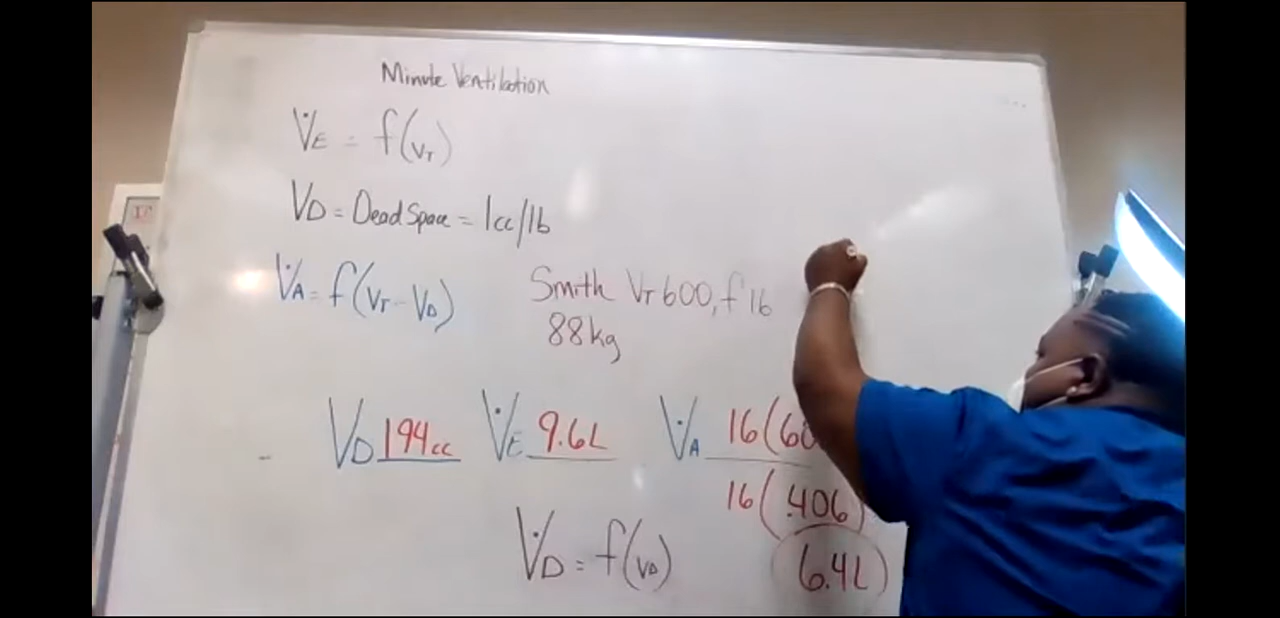 Minute Ventilation
V̇E = f(VT)
VD = Dead Space = 1cc/lb
V̇A = f(VT - VD)
Smith VT 600, f 16
88kg
VD 194cc V̇E 9.6L V̇A 16(60
16(.406)
V̇D = f(VD)
6.4L